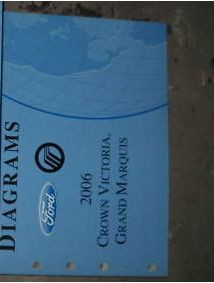 DIAGRAMS
Ford
2006
CROWN VICTORIA,
GRAND MARQUIS